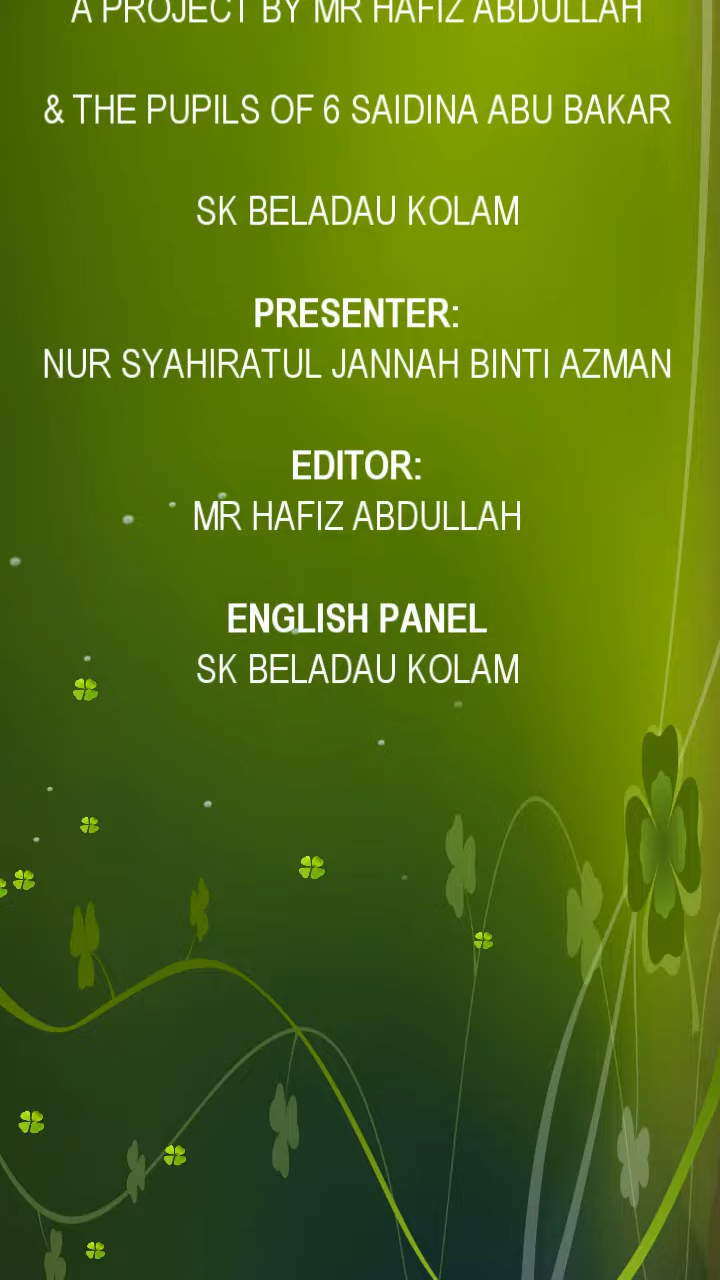 A PROJECT BY MR HAFIZ ABDULLAH
& THE PUPILS OF 6 SAIDINA ABU BAKAR
SK BELADAU KOLAM
PRESENTER:
NUR SYAHIRATUL JANNAH BINTI AZMAN
EDITOR:
MR HAFIZ ABDULLAH
ENGLISH PANEL
SK BELADAU KOLAM